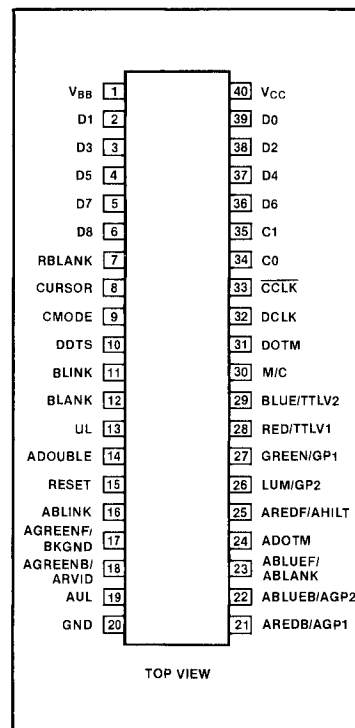 VBB 1 40 VCC
D1 2 39 D0
D3 3 38 D2
D5 4 37 D4
D7 5 36 D6
D8 6 35 C1
RBLANK 7 34 C0
CURSOR 8 33 CCLK
CMODE 9 32 DCLK
DDTS 10 31 DOTM
BLINK 11 30 M/C
BLANK 12 29 BLUE/TTLV2
UL 13 28 RED/TTLV1
ADOUBLE 14 27 GREEN/GP1
RESET 15 26 LUM/GP2
ABLINK 16 25 AREDF/AHILT
AGREENF/
BKGND 17 24 ADOTM
AGREENB/
ARVID 18 23 ABLUEF/
ABLANK
AUL 19 22 ABLUEB/AGP2
GND 20 21 AREDB/AGP1
TOP VIEW